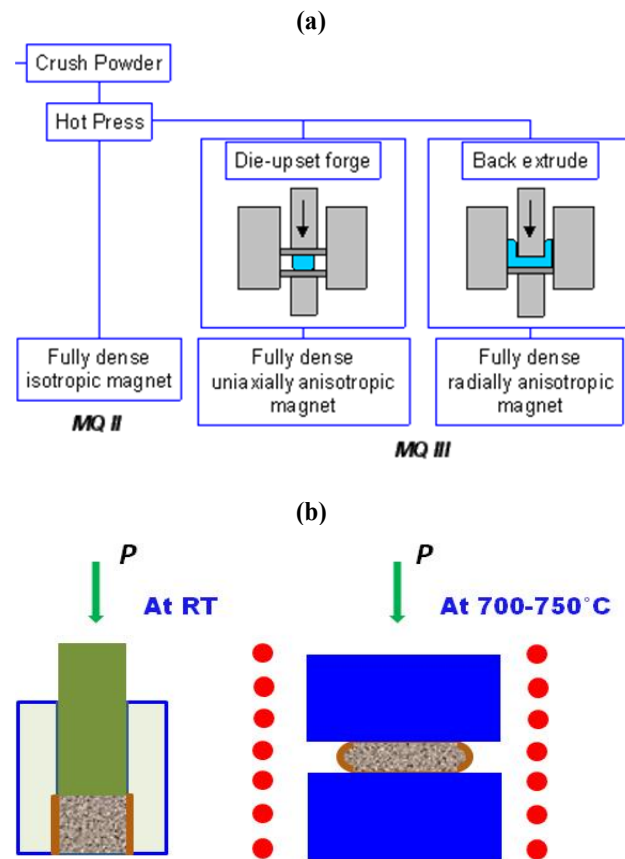 (a)
Crush Powder
Hot Press
Die-upset forge
Back extrude
Fully dense
isotropic magnet
Fully dense
uniaxially anisotropic
magnet
Fully dense
radially anisotropic
magnet
MQ II
MQ III
(b)
P
At RT
P
At 700-750°C